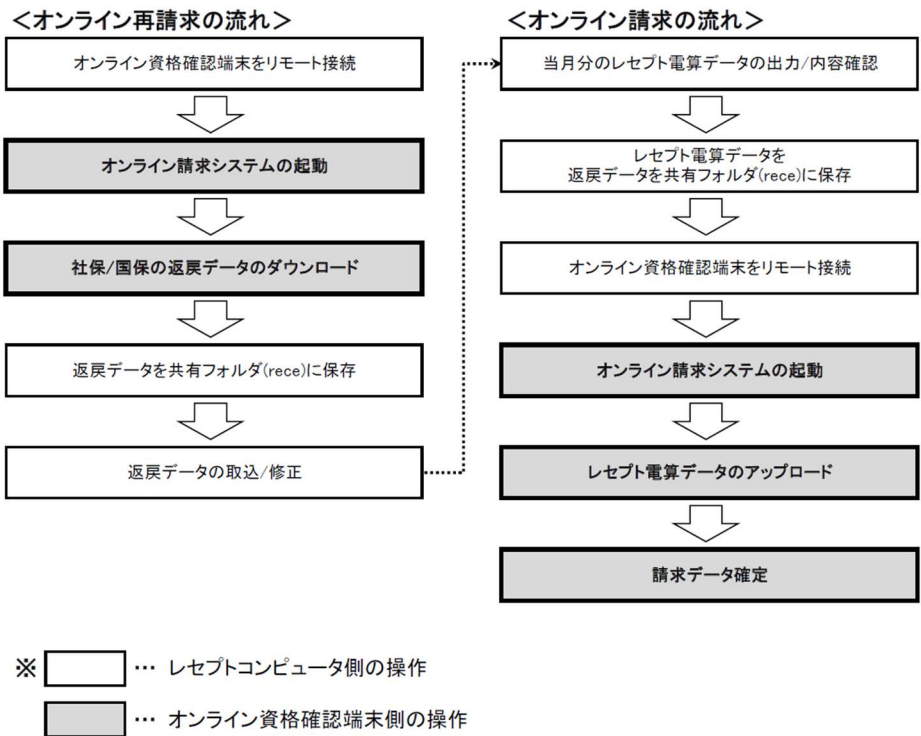 ＜オンライン再請求の流れ＞
オンライン資格確認端末をリモート接続
オンライン請求システムの起動
社保/国保の返戻データのダウンロード
返戻データを共有フォルダ(rece)に保存
返戻データの取込/修正
＜オンライン請求の流れ＞
当月分のレセプト電算データの出力/内容確認
レセプト電算データを
返戻データを共有フォルダ(rece)に保存
オンライン資格確認端末をリモート接続
オンライン請求システムの起動
レセプト電算データのアップロード
請求データ確定
※ … レセプトコンピュータ側の操作
… オンライン資格確認端末側の操作